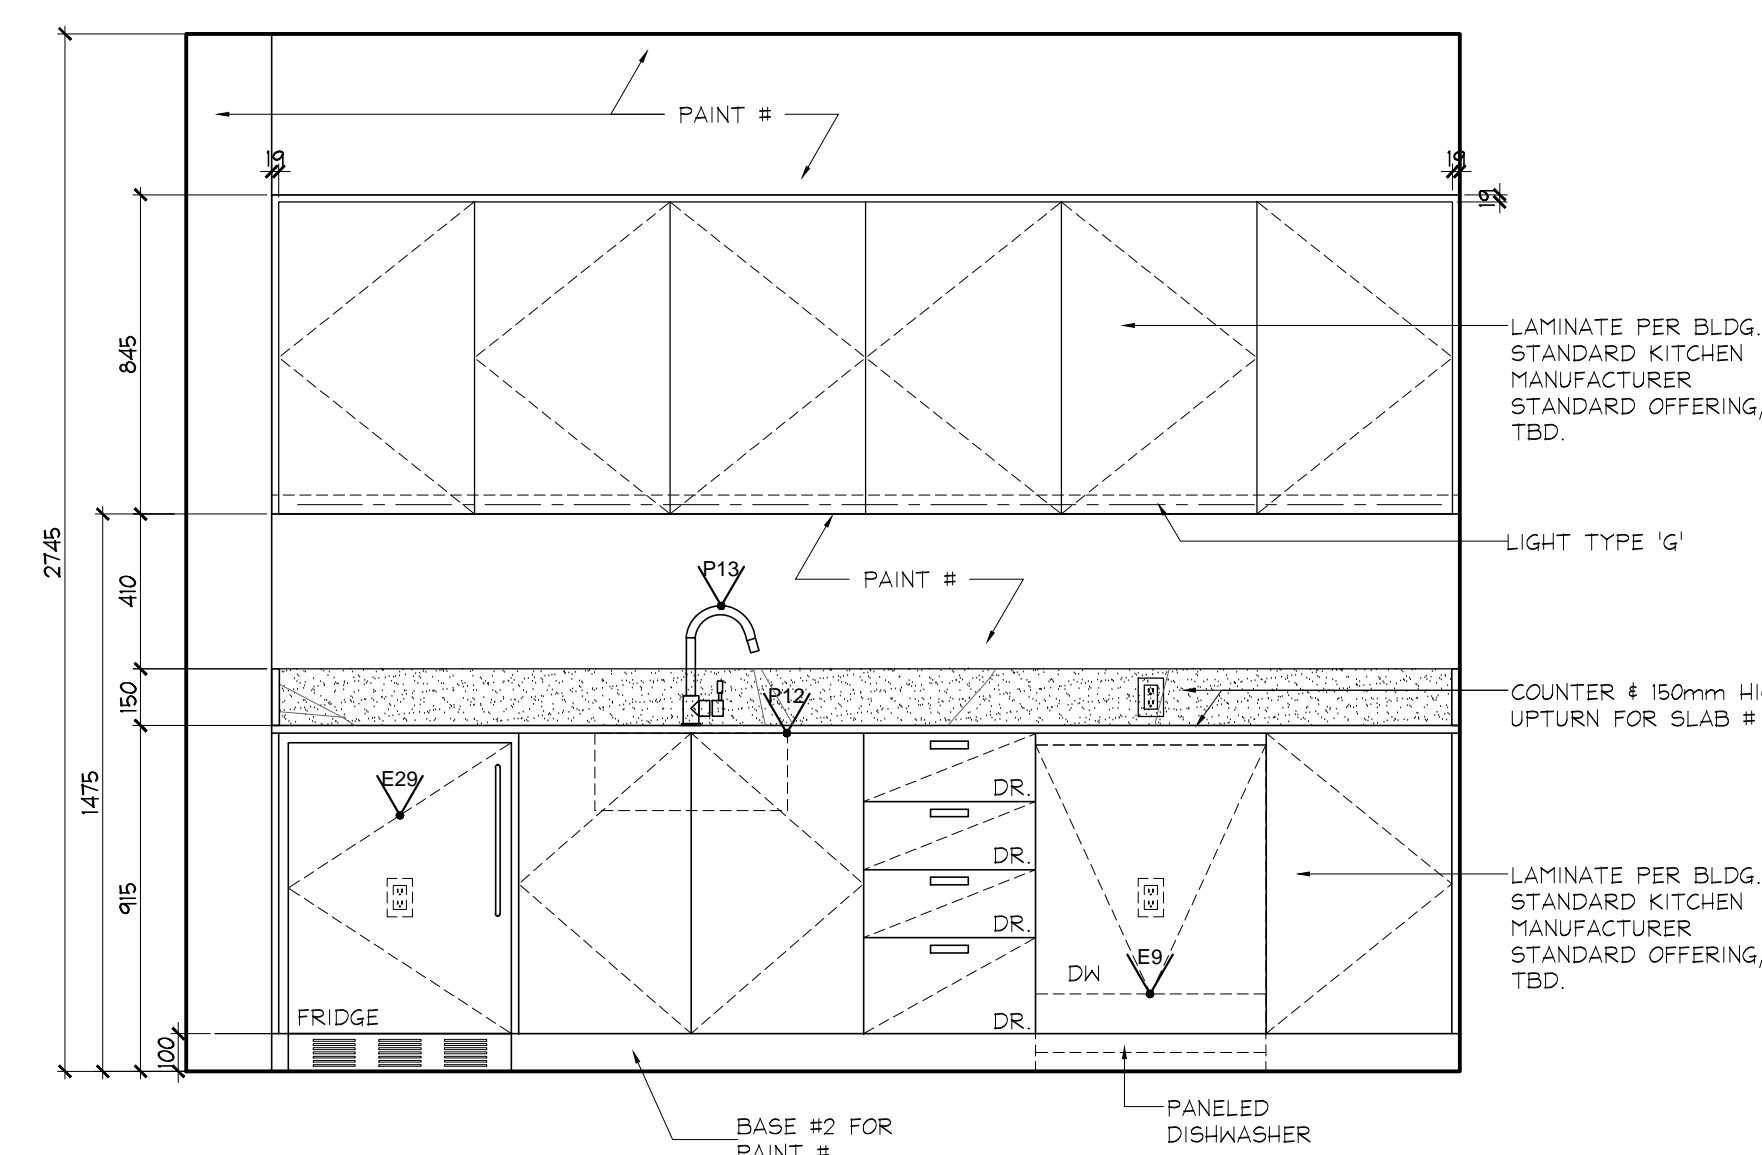 PAINT #
19
19
19
845
LAMINATE PER BLDG.
STANDARD KITCHEN
MANUFACTURER
STANDARD OFFERING,
TBD.
2745
LIGHT TYPE 'G'
410
P13
PAINT #
150
P12
COUNTER & 150mm
UPTURN FOR SLAB #
1475
E29
DR.
DR.
DR.
DR.
915
LAMINATE PER BLDG.
STANDARD KITCHEN
MANUFACTURER
STANDARD OFFERING,
TBD.
E9
DW
FRIDGE
100
PANELED
DISHWASHER
BASE #2 FOR
PAINT #